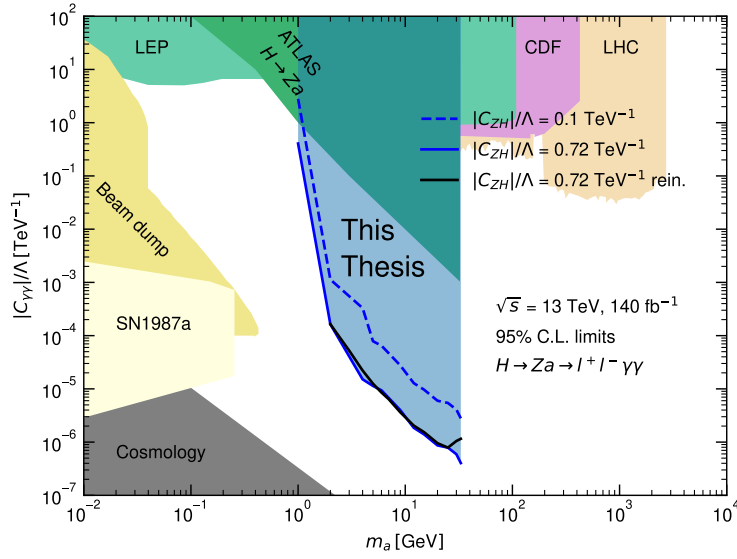 10²
10¹
10⁰
10⁻¹
10⁻²
10⁻³
10⁻⁴
10⁻⁵
10⁻⁶
10⁻⁷
|C_γγ|/Λ [TeV⁻¹]
LEP
ATLAS
H → Za
CDF
LHC
|C_ZH|/Λ = 0.1 TeV⁻¹
|C_ZH|/Λ = 0.72 TeV⁻¹
|C_ZH|/Λ = 0.72 TeV⁻¹ rein.
Beam dump
This
Thesis
SN1987a
√s = 13 TeV, 140 fb⁻¹
95% C.L. limits
H → Za → l⁺l⁻γγ
Cosmology
10⁻² 10⁻¹ 10⁰ 10¹ 10² 10³ 10⁴
m_a [GeV]